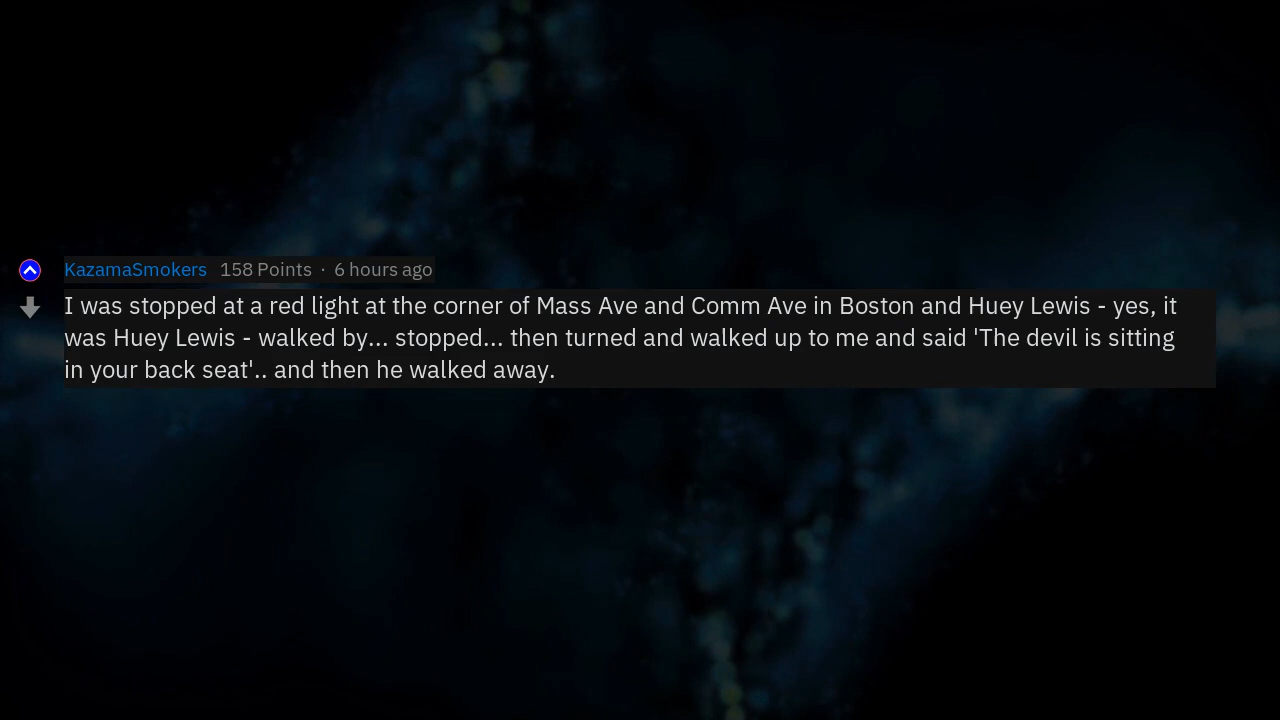 KazamaSmokers 158 Points · 6 hours ago
I was stopped at a red light at the corner of Mass Ave and Comm Ave in Boston and Huey Lewis - yes, it
was Huey Lewis - walked by... stopped... then turned and walked up to me and said 'The devil is sitting
in your back seat'.. and then he walked away.